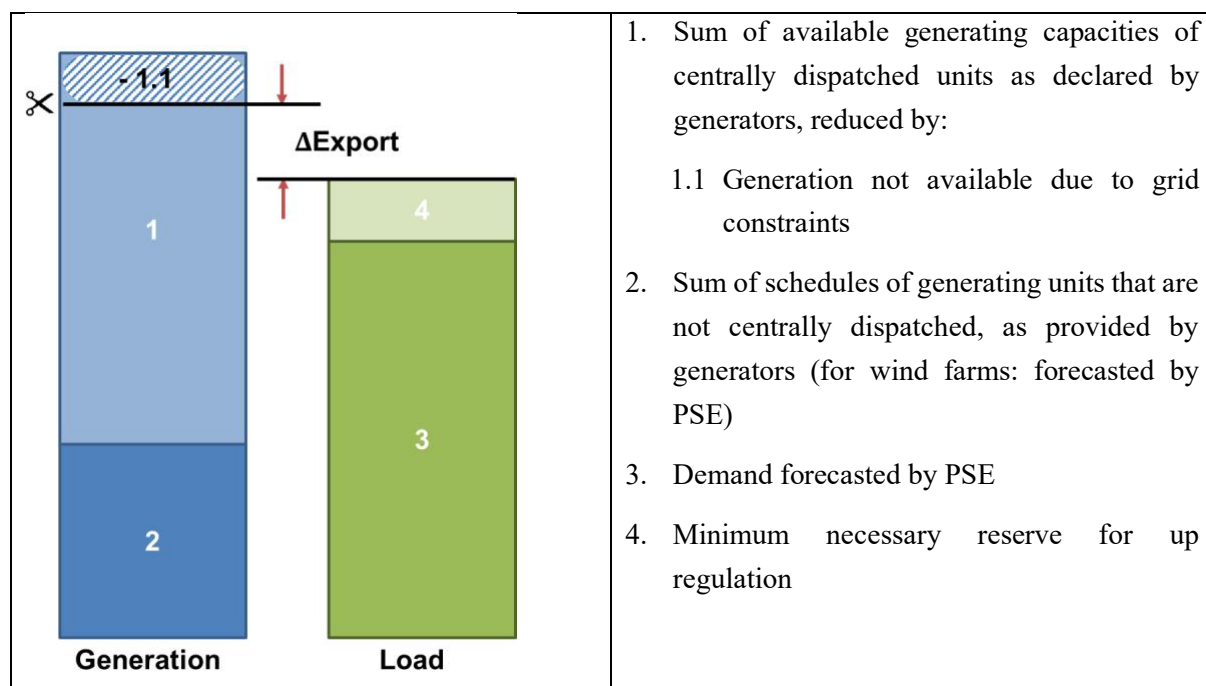 - 1.1
ΔExport
1
4
3
2
Generation
Load
1. Sum of available generating capacities of
centrally dispatched units as declared by
generators, reduced by:
1.1 Generation not available due to grid
constraints
2. Sum of schedules of generating units that are
not centrally dispatched, as provided by
generators (for wind farms: forecasted by
PSE)
3. Demand forecasted by PSE
4. Minimum necessary reserve for up
regulation